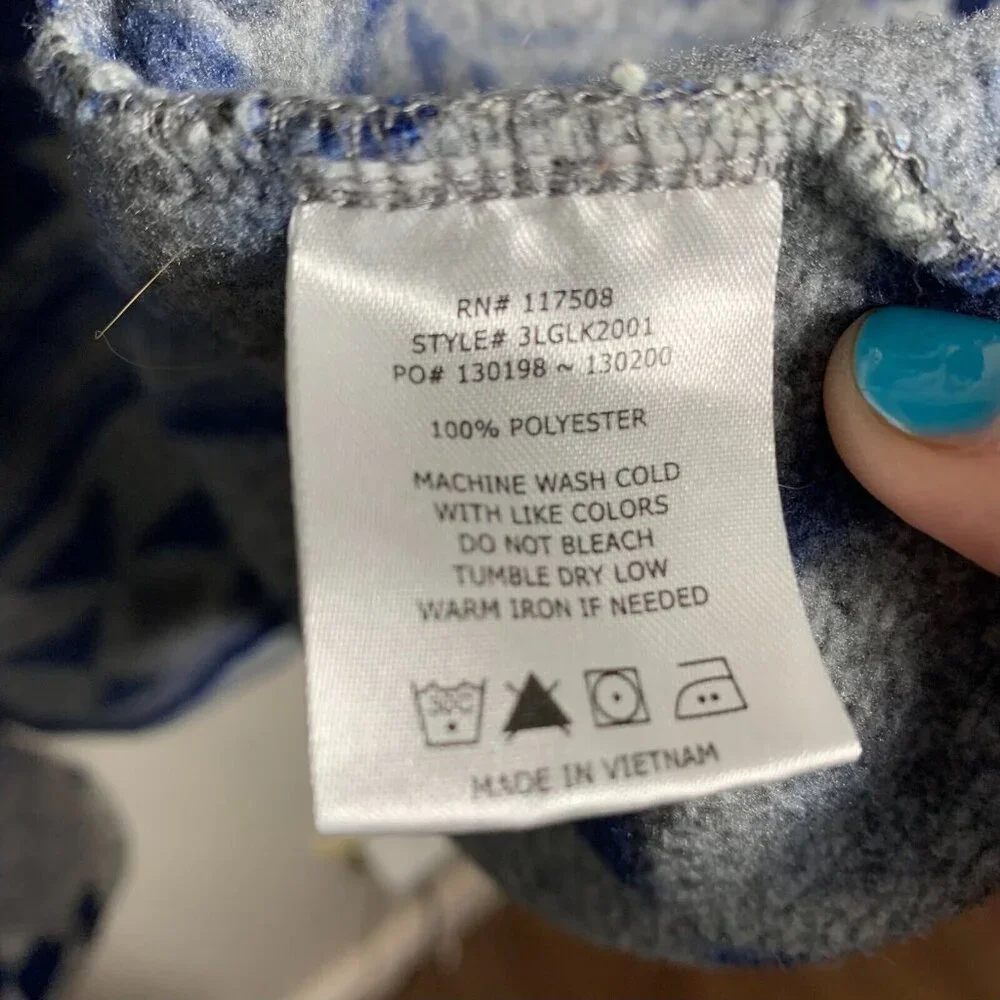 RN# 117508
STYLE# 3LGLK2001
PO# 130198 ~ 130200
100% POLYESTER
MACHINE WASH COLD
WITH LIKE COLORS
DO NOT BLEACH
TUMBLE DRY LOW
WARM IRON IF NEEDED
30C
MADE IN VIETNAM